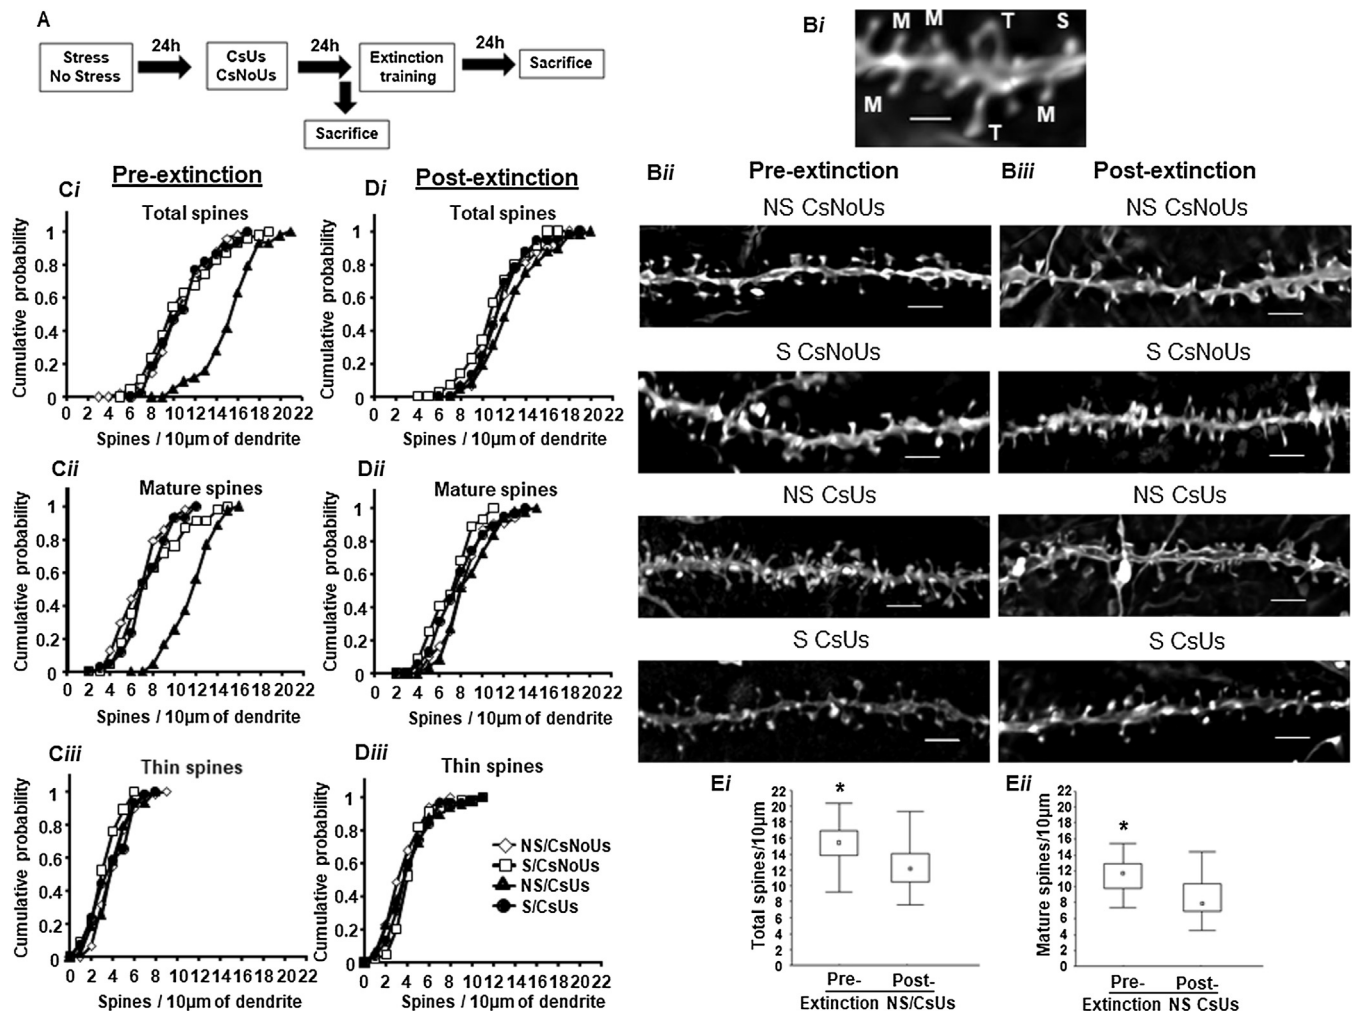 A
Stress
No Stress
24h
CsUs
CsNoUs
24h
Extinction
training
24h
Sacrifice
Sacrifice
Bi
M M T S
M T M
Pre-extinction
Post-extinction
Ci
Total spines
Cumulative probability
1
0.8
0.6
0.4
0.2
0
0 2 4 6 8 10 12 14 16 18 20 22
Spines / 10µm of dendrite
Di
Total spines
Cumulative probability
1
0.8
0.6
0.4
0.2
0
0 2 4 6 8 10 12 14 16 18 20 22
Spines / 10µm of dendrite
Cii
Mature spines
Cumulative probability
1
0.8
0.6
0.4
0.2
0
0 2 4 6 8 10 12 14 16 18 20 22
Spines / 10µm of dendrite
Dii
Mature spines
Cumulative probability
1
0.8
0.6
0.4
0.2
0
0 2 4 6 8 10 12 14 16 18 20 22
Spines / 10µm of dendrite
Ciii
Thin spines
Cumulative probability
1
0.8
0.6
0.4
0.2
0
0 2 4 6 8 10 12 14 16 18 20 22
Spines / 10µm of dendrite
Diii
Thin spines
Cumulative probability
1
0.8
0.6
0.4
0.2
0
0 2 4 6 8 10 12 14 16 18 20 22
Spines / 10µm of dendrite
NS/CsNoUs
S/CsNoUs
NS/CsUs
S/CsUs
Bii
Pre-extinction
NS CsNoUs
S CsNoUs
NS CsUs
S CsUs
Biii
Post-extinction
NS CsNoUs
S CsNoUs
NS CsUs
S CsUs
Ei
Total spines/10µm
22
20
18
16
14
12
10
8
6
4
2
0
*
Pre- Post-
Extinction NS/CsUs
Eii
Mature spines/10µm
22
20
18
16
14
12
10
8
6
4
2
0
*
Pre- Post-
Extinction NS CsUs